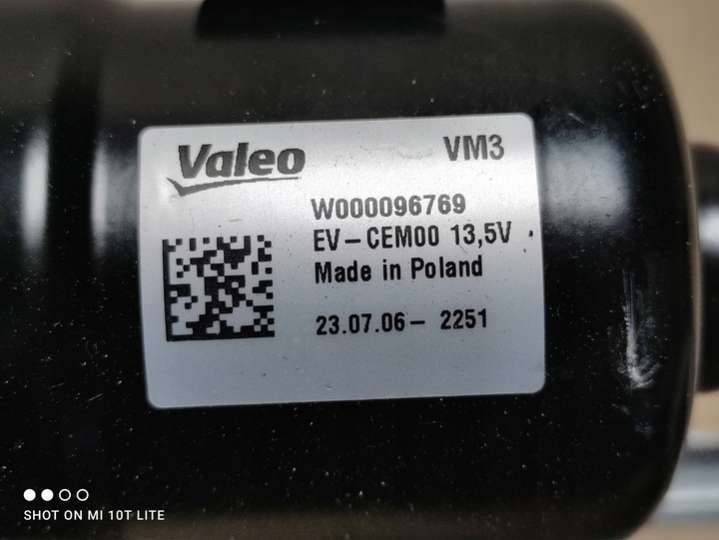 Valeo VM3
W000096769
EV-CEM00 13,5V
Made in Poland
23.07.06- 2251
SHOT ON MI 10T LITE